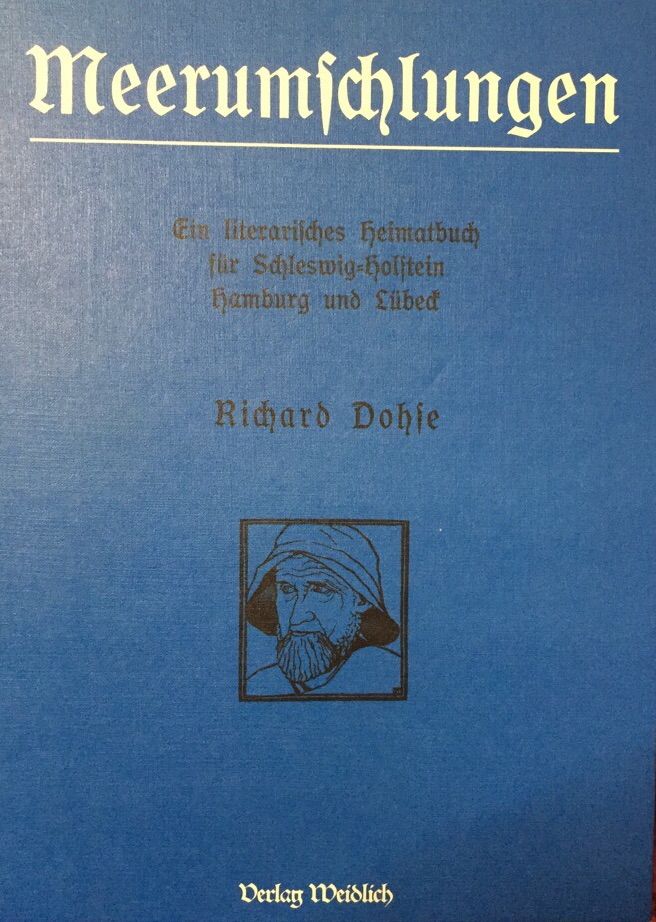 Meerumſchlungen
Ein literariſches Heimatbuch
für Schleswig-Holſtein
Hamburg und Lübeck
Richard Dohſe
Verlag Weidlich